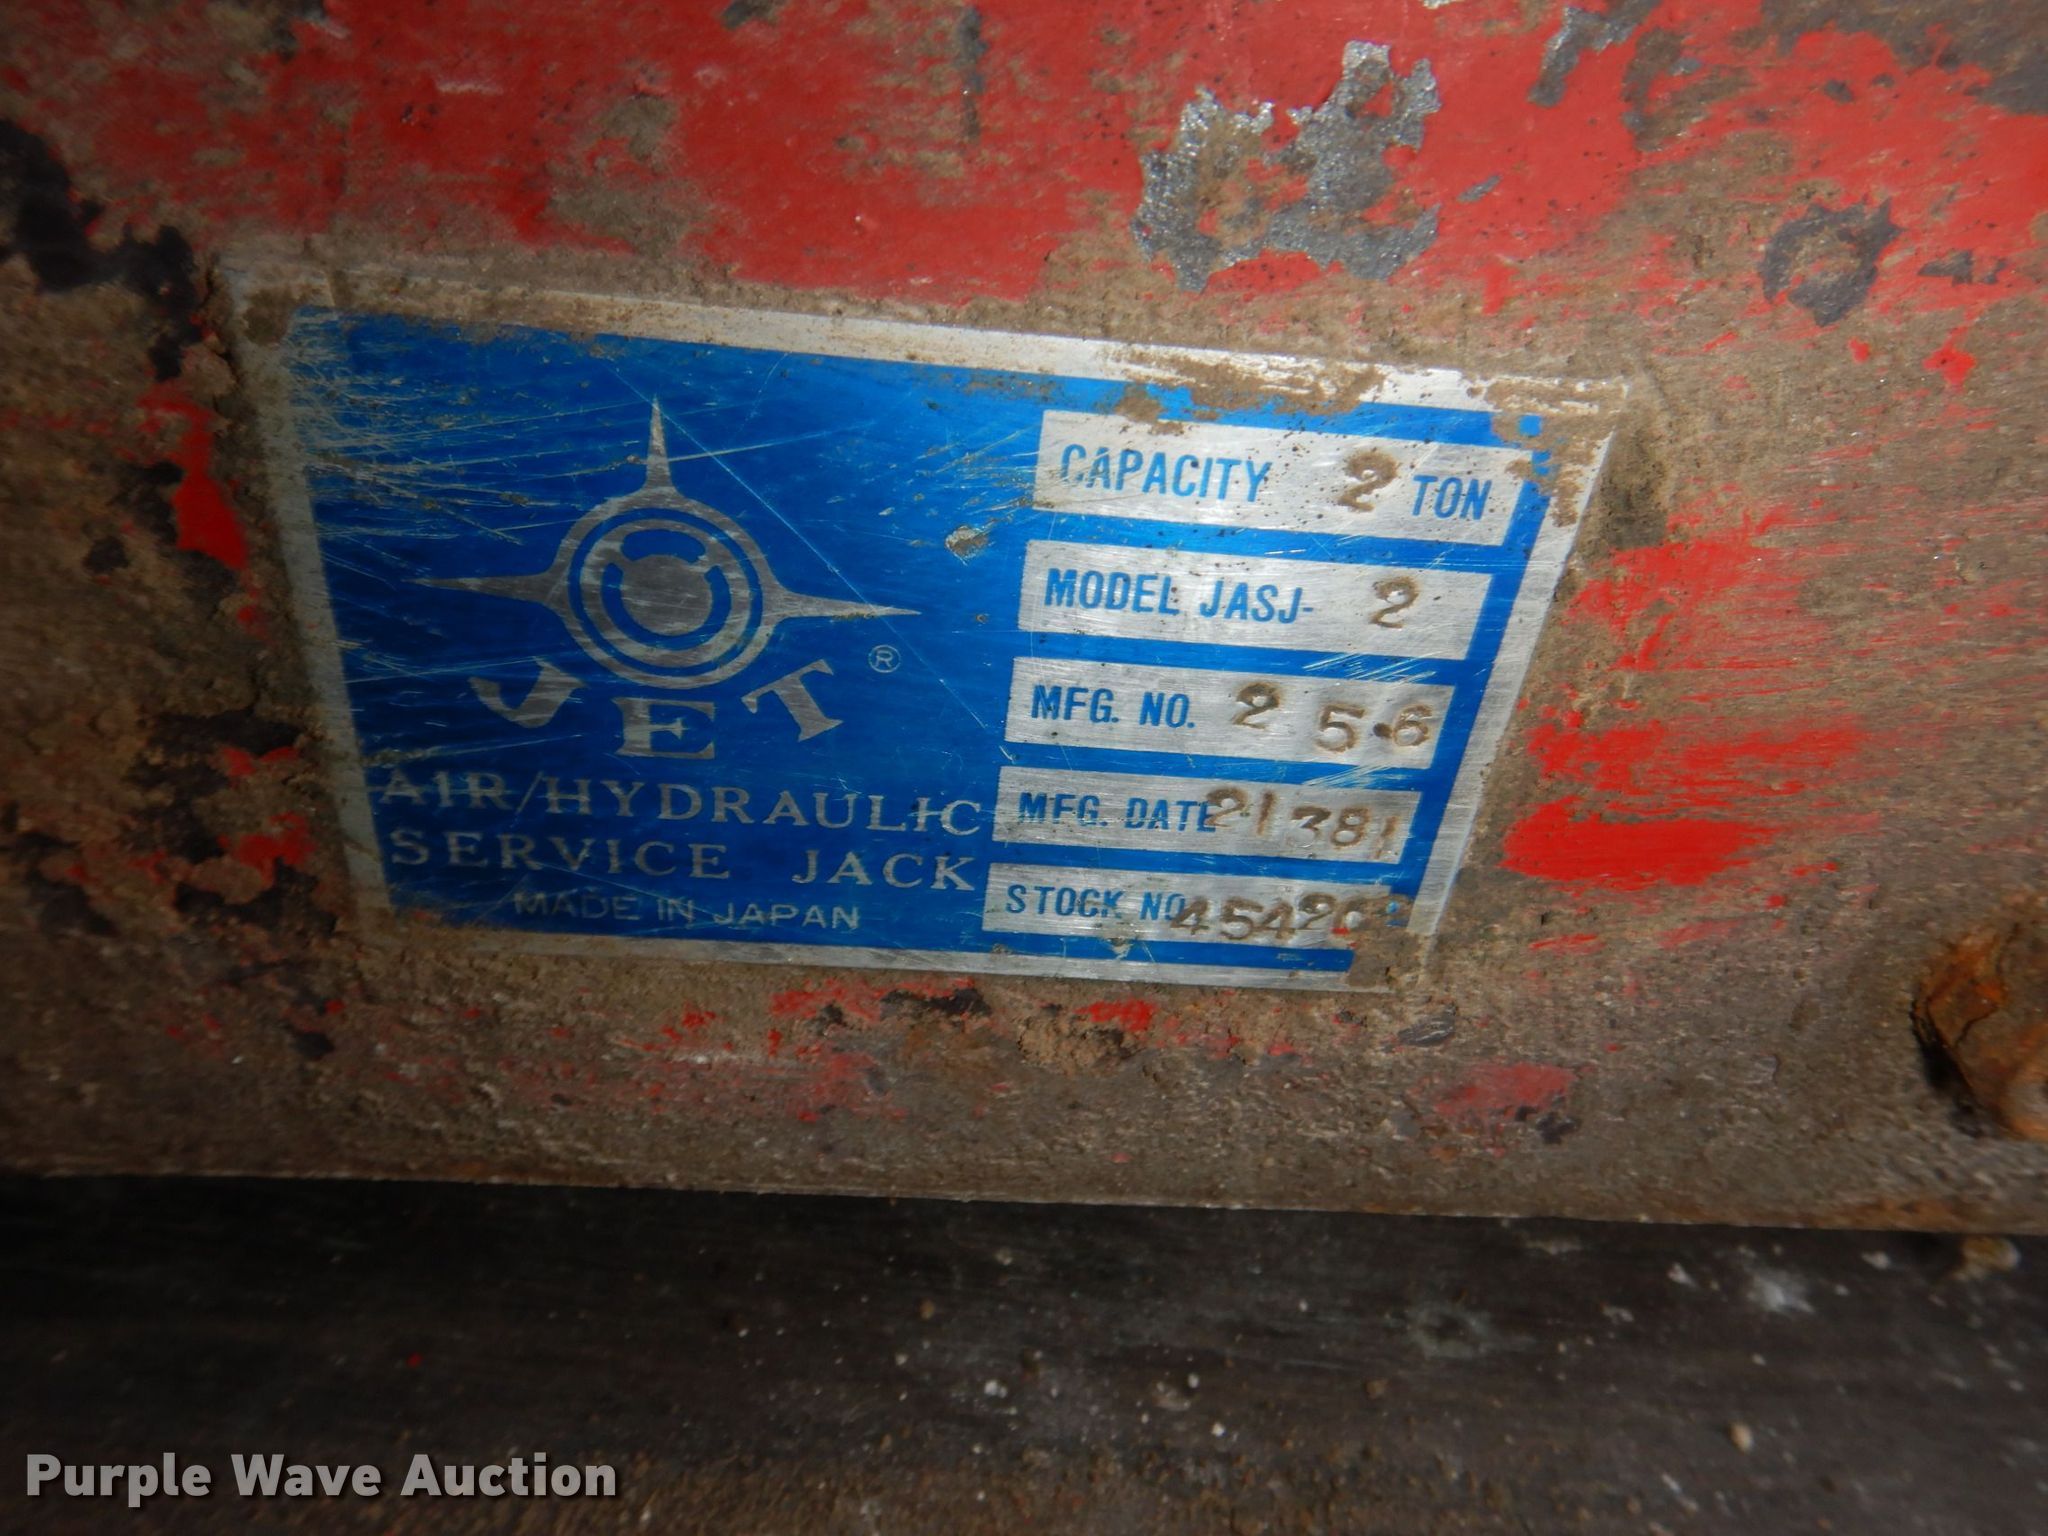 JET ®
AIR/HYDRAULIC
SERVICE JACK
MADE IN JAPAN
CAPACITY 2 TON
MODEL JASJ- 2
MFG. NO. 2 5 6
MFG. DATE 21381
STOCK NO. 454202
Purple Wave Auction